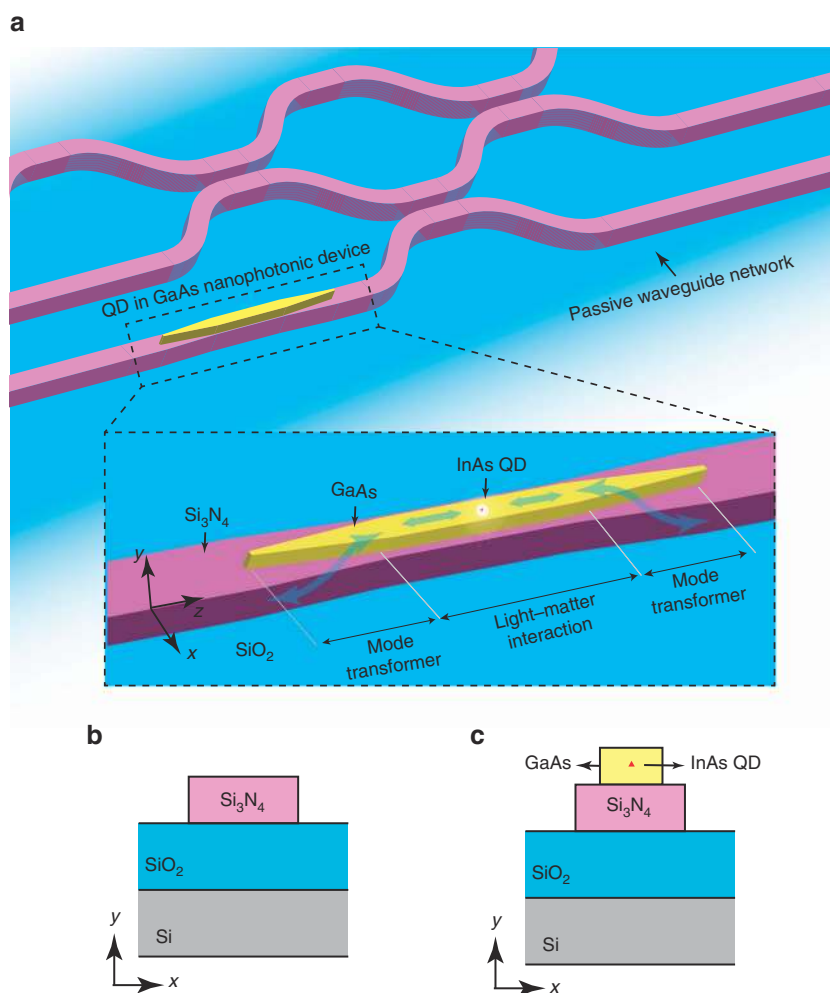 a
QD in GaAs nanophotonic device
Passive waveguide network
InAs QD
GaAs
Si₃N₄
y
z
x
SiO₂
Mode
transformer
Light–matter
interaction
Mode
transformer
b
Si₃N₄
SiO₂
Si
y
x
c
GaAs
InAs QD
Si₃N₄
SiO₂
Si
y
x